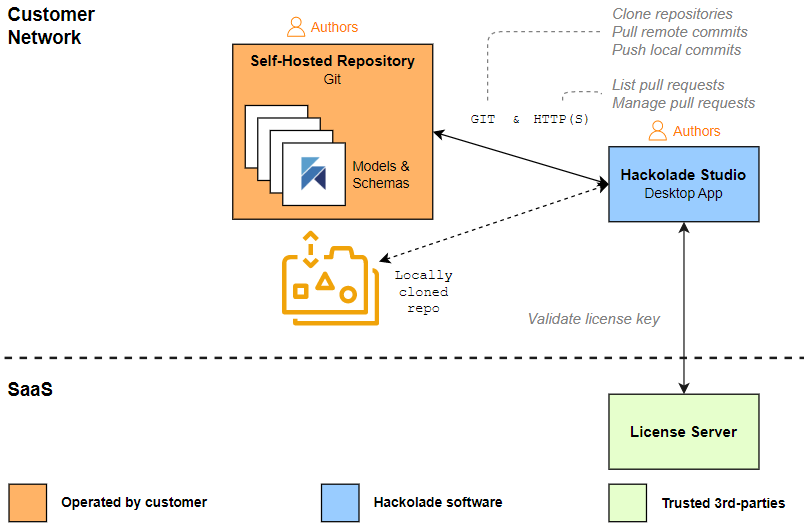 Customer
Network
Authors
Clone repositories
Pull remote commits
Push local commits
Self-Hosted Repository
Git
List pull requests
Manage pull requests
GIT & HTTP(S)
Authors
Models &
Schemas
Hackolade Studio
Desktop App
Locally
cloned
repo
Validate license key
SaaS
License Server
Operated by customer
Hackolade software
Trusted 3rd-parties